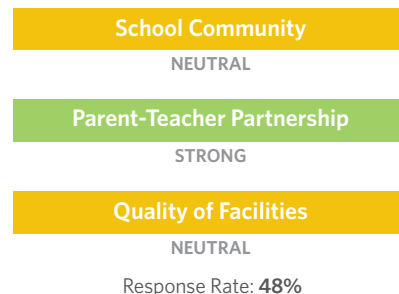 School Community
NEUTRAL
Parent-Teacher Partnership
STRONG
Quality of Facilities
NEUTRAL
Response Rate: 48%